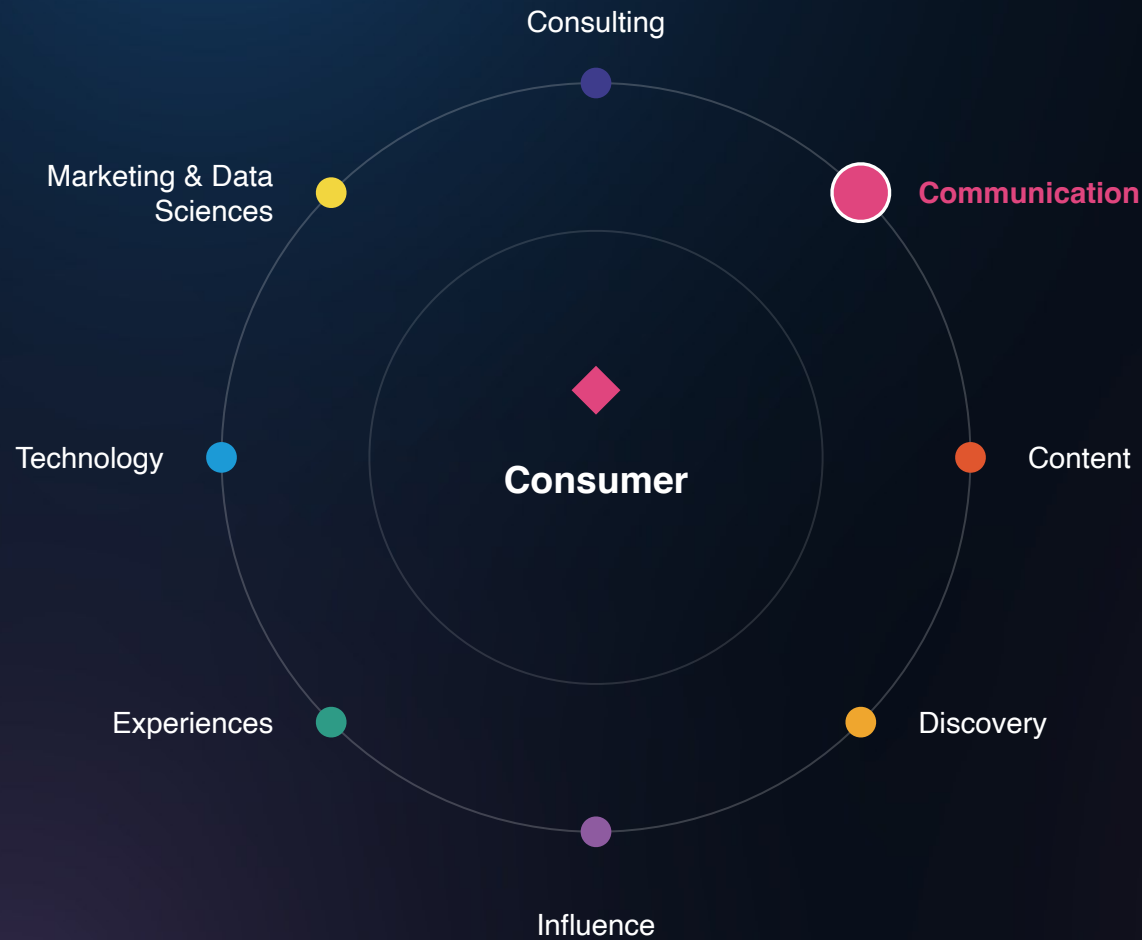 Consulting
Marketing & Data
Sciences
Communication
Technology
Consumer
Content
Experiences
Discovery
Influence